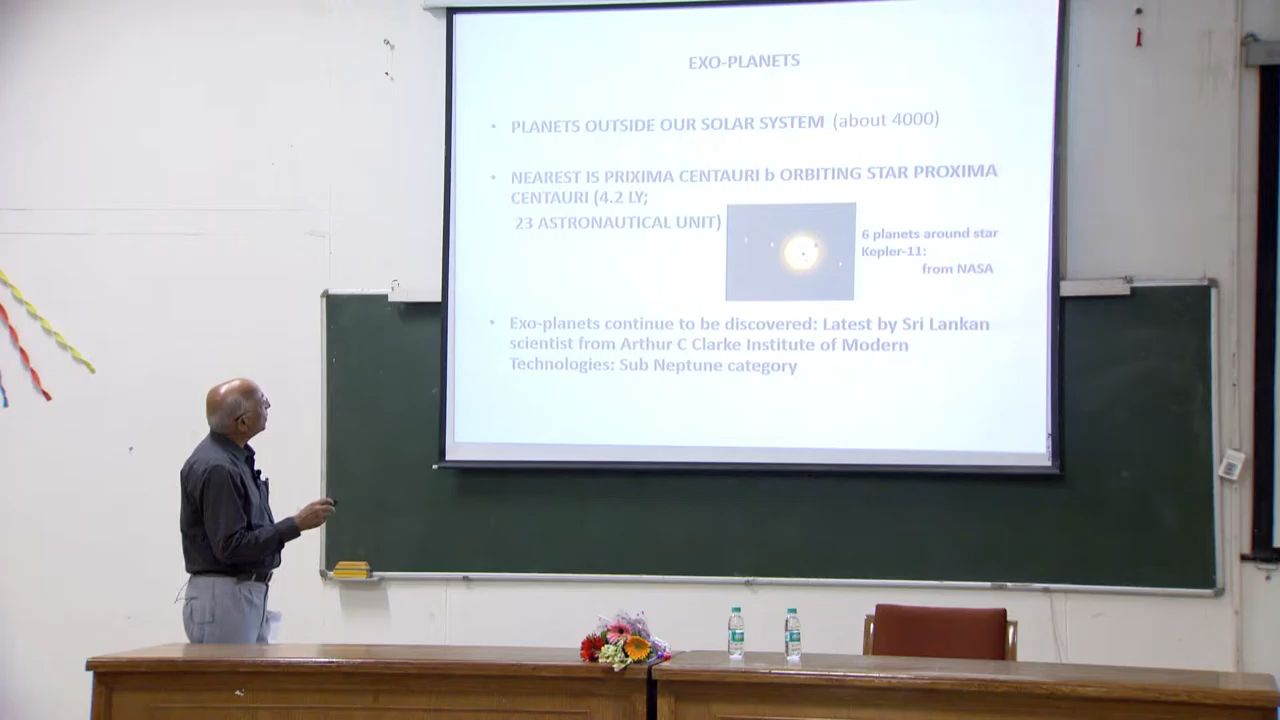 EXO-PLANETS
• PLANETS OUTSIDE OUR SOLAR SYSTEM (about 4000)
• NEAREST IS PRIXIMA CENTAURI b ORBITING STAR PROXIMA
CENTAURI (4.2 LY;
23 ASTRONAUTICAL UNIT)
6 planets around star
Kepler-11:
from NASA
• Exo-planets continue to be discovered: Latest by Sri Lankan
scientist from Arthur C Clarke Institute of Modern
Technologies: Sub Neptune category